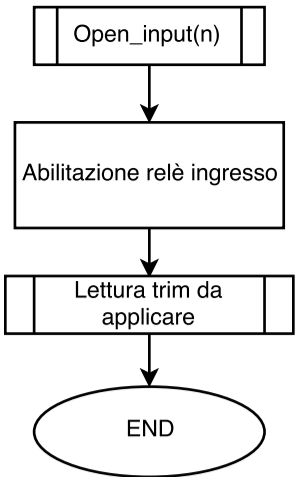 Open_input(n)
Abilitazione relè ingresso
Lettura trim da
applicare
END